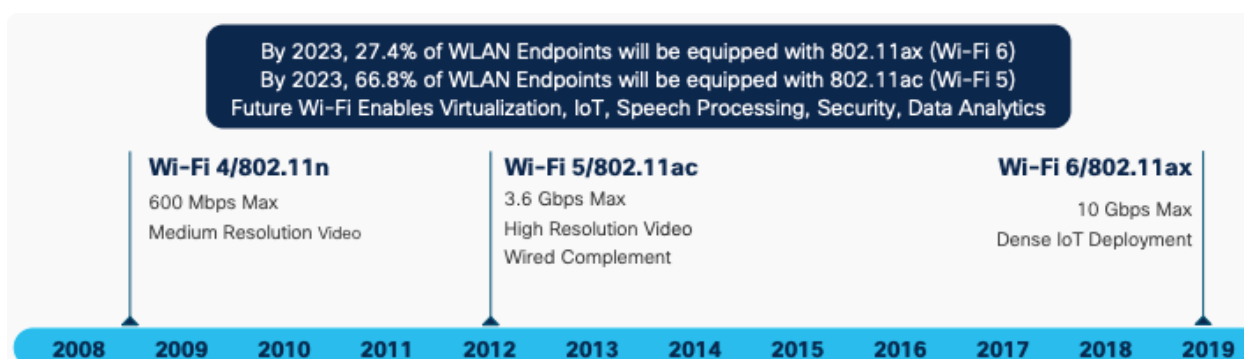 By 2023, 27.4% of WLAN Endpoints will be equipped with 802.11ax (Wi-Fi 6)
By 2023, 66.8% of WLAN Endpoints will be equipped with 802.11ac (Wi-Fi 5)
Future Wi-Fi Enables Virtualization, IoT, Speech Processing, Security, Data Analytics
Wi-Fi 4/802.11n
600 Mbps Max
Medium Resolution Video
Wi-Fi 5/802.11ac
3.6 Gbps Max
High Resolution Video
Wired Complement
Wi-Fi 6/802.11ax
10 Gbps Max
Dense IoT Deployment
2008 2009 2010 2011 2012 2013 2014 2015 2016 2017 2018 2019